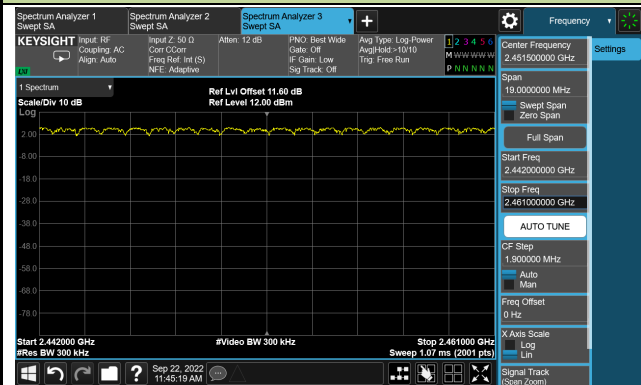 Spectrum Analyzer 1
Swept SA
Spectrum Analyzer 2
Swept SA
Spectrum Analyzer 3
Swept SA
Frequency
KEYSIGHT
Input: RF
Coupling: AC
Align: Auto
Input Z: 50 Ω
Corr CCorr
Freq Ref: Int (S)
NFE: Adaptive
Atten: 12 dB
PNO: Best Wide
Gate: Off
IF Gain: Low
Sig Track: Off
Avg Type: Log-Power
Avg|Hold:>10/10
Trig: Free Run
1 2 3 4 5 6
M W W W W W
P N N N N N
LXI
1 Spectrum
Scale/Div 10 dB
Ref Lvl Offset 11.60 dB
Ref Level 12.00 dBm
Log
2.00
-8.00
-18.0
-28.0
-38.0
-48.0
-58.0
-68.0
-78.0
Start 2.442000 GHz
#Res BW 300 kHz
#Video BW 300 kHz
Stop 2.461000 GHz
Sweep 1.07 ms (2001 pts)
Center Frequency
2.451500000 GHz
Settings
Span
19.0000000 MHz
Swept Span
Zero Span
Full Span
Start Freq
2.442000000 GHz
Stop Freq
2.461000000 GHz
AUTO TUNE
CF Step
1.900000 MHz
Auto
Man
Freq Offset
0 Hz
X Axis Scale
Log
Lin
Signal Track
(Span Zoom)
?
Sep 22, 2022
11:45:19 AM